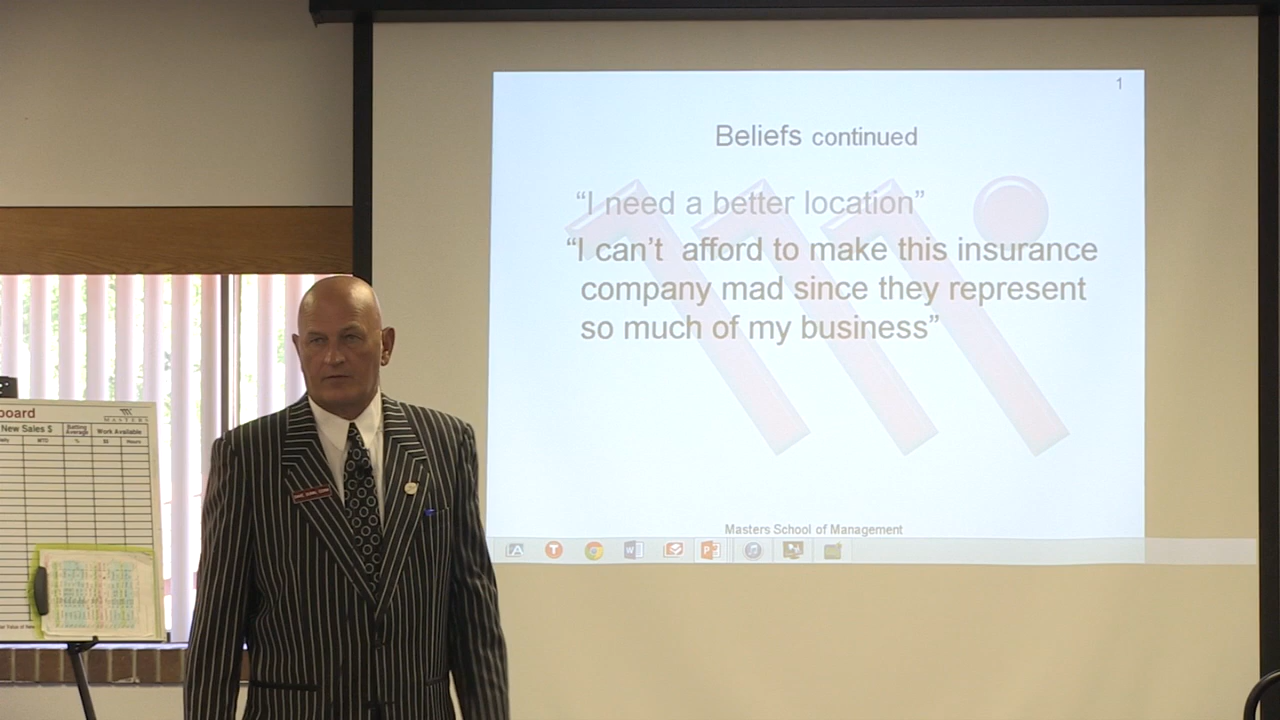 1
Beliefs continued
“I need a better location”
“I can’t afford to make this insurance
company mad since they represent
so much of my business”
Masters School of Management
board
MASTERS
New Sales $
Batting
Average
Work Available
MTD
%
$$
Hours